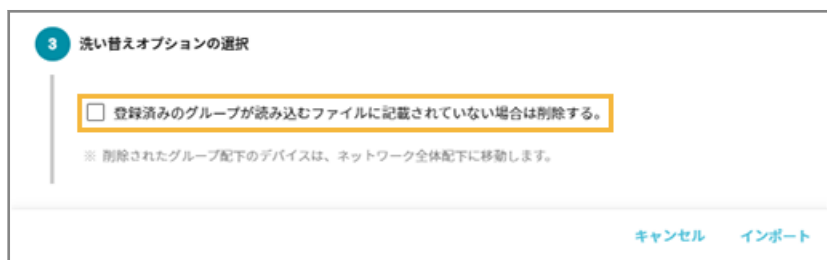 3 洗い替えオプションの選択
登録済みのグループが読み込むファイルに記載されていない場合は削除する。
※ 削除されたグループ配下のデバイスは、ネットワーク全体配下に移動します。
キャンセル インポート